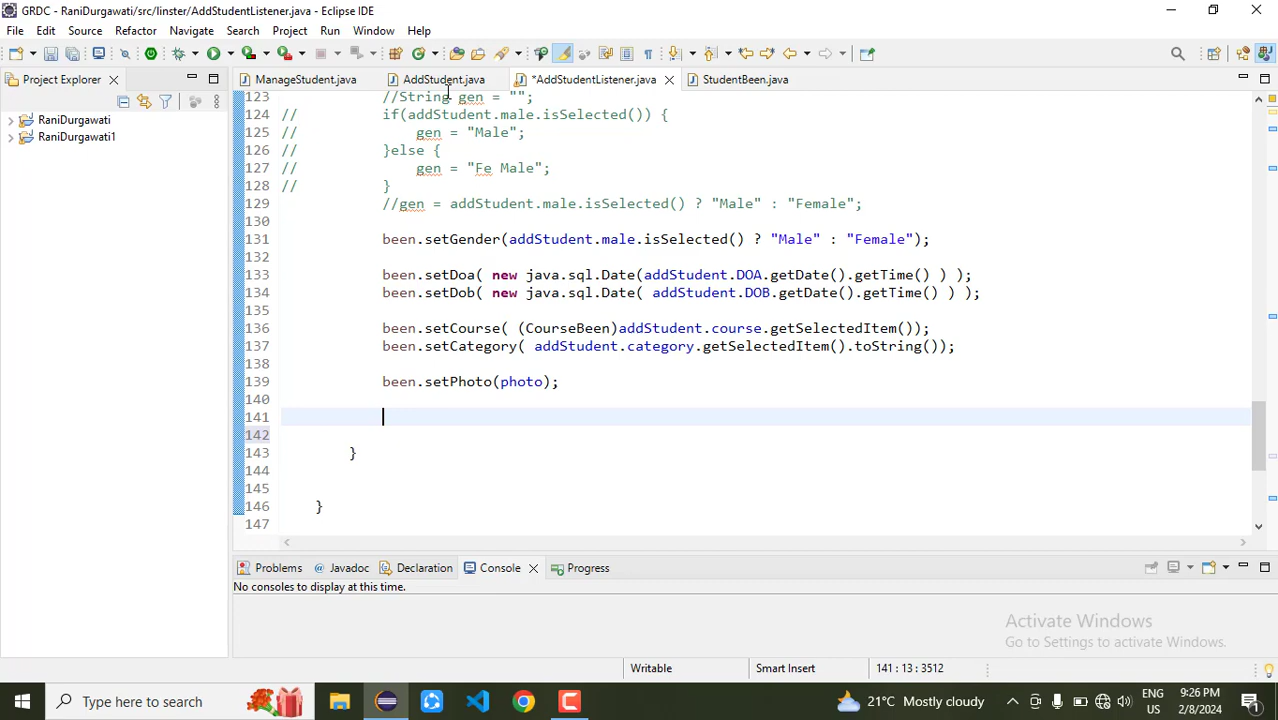 GRDC - RaniDurgawati/src/linster/AddStudentListener.java - Eclipse IDE
File Edit Source Refactor Navigate Search Project Run Window Help
Project Explorer
ManageStudent.java AddStudent.java *AddStudentListener.java StudentBeen.java
RaniDurgawati
RaniDurgawati1
123 //String gen = "";
124 // if(addStudent.male.isSelected()) {
125 // gen = "Male";
126 // }else {
127 // gen = "Fe Male";
128 // }
129 //gen = addStudent.male.isSelected() ? "Male" : "Female";
130
131 been.setGender(addStudent.male.isSelected() ? "Male" : "Female");
132
133 been.setDoa( new java.sql.Date(addStudent.DOA.getDate().getTime() ) );
134 been.setDob( new java.sql.Date( addStudent.DOB.getDate().getTime() ) );
135
136 been.setCourse( (CourseBeen)addStudent.course.getSelectedItem());
137 been.setCategory( addStudent.category.getSelectedItem().toString());
138
139 been.setPhoto(photo);
140
141
142
143 }
144
145
146 }
147
Problems Javadoc Declaration Console Progress
No consoles to display at this time.
Activate Windows
Go to Settings to activate Windows.
Writable Smart Insert 141 : 13 : 3512
Type here to search
21°C Mostly cloudy
ENG
US
9:26 PM
2/8/2024
1